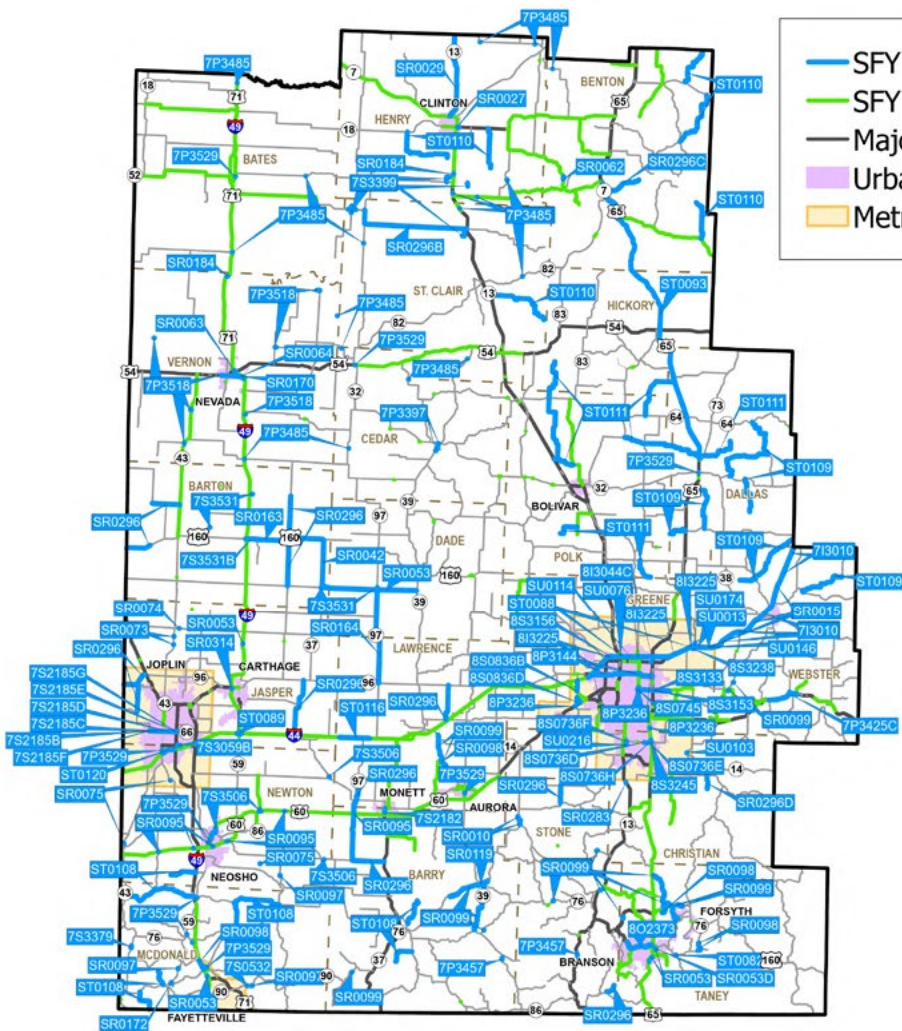 7P3485
SFY
SFY
Majo
Urba
Metr
13
18
7P3485
71
7
SR0029
BENTON
65
ST0110
CLINTON
SR0027
49
HENRY
18
ST0110
BATES
7P3529
SR0184
SR0062
SR0296C
52
7S3399
7
71
ST0110
7P3485
7P3485
65
SR0296B
SR0184
82
ST. CLAIR
13
ST0110
ST0093
HICKORY
7P3518
7P3485
83
SR0063
71
82
54
7P3529
65
VERNON
SR0064
54
54
54
7P3485
83
SR0170
7P3518
NEVADA
7P3518
32
ST0111
73
ST0111
64
64
7P3397
49
7P3485
CEDAR
43
7P3529
ST0109
BARTON
32
65
DALLAS
7S3531
ST0109
SR0296
SR0163
SR0296
39
BOLIVAR
97
160
160
ST0111
DADE
7S3531B
SR0042
POLK
ST0109
7I3010
160
8I3044C
SR0053
SU0114
SU0076
8I3225
38
ST0109
7S3531
39
GREENE
SU0174
SR0074
49
ST0088
8I3225
SU0013
SR0053
SR0015
SR0073
8S3156
SR0164
97
7I3010
SR0314
8I3225
SR0296
37
LAWRENCE
SU0146
JOPLIN
CARTHAGE
8P3144
8S0836B
8S3238
WEBSTER
7S2185G
96
SR0296
96
8S0836D
8S3133
7S2185E
JASPER
SR0296
43
8P3236
8S0745
8S3153
7S2185D
ST0116
8P3236
SR0099
7S2185C
ST0089
8S0736F
8P3236
7P3425C
66
44
SR0099
7S2185B
SU0216
SU0103
7S2185F
7P3529
7S3059B
7S3506
SR0098
14
8S0736D
8S0736E
ST0120
59
SR0296
7P3529
SR0296
8S0736H
14
97
8S3245
SR0075
NEWTON
MONETT
60
SR0296D
7P3529
7S3506
AURORA
SR0283
60
60
7S2182
13
SR0095
86
SR0095
SR0010
STONE
SR0095
49
SR0075
SR0119
CHRISTIAN
NEOSHO
7S3506
BARRY
ST0108
SR0296
SR0099
SR0098
SR0097
39
76
43
SR0099
SR0099
FORSYTH
7P3529
ST0108
ST0108
59
SR0098
76
8O2373
76
SR0098
7S3379
76
7P3529
37
7P3457
MCDONALD
7P3457
BRANSON
ST0082
160
SR0097
7S0532
SR0053
SR0053D
90
SR0097
ST0108
90
SR0099
TANEY
SR0053
71
SR0296
SR0172
FAYETTEVILLE
86
65